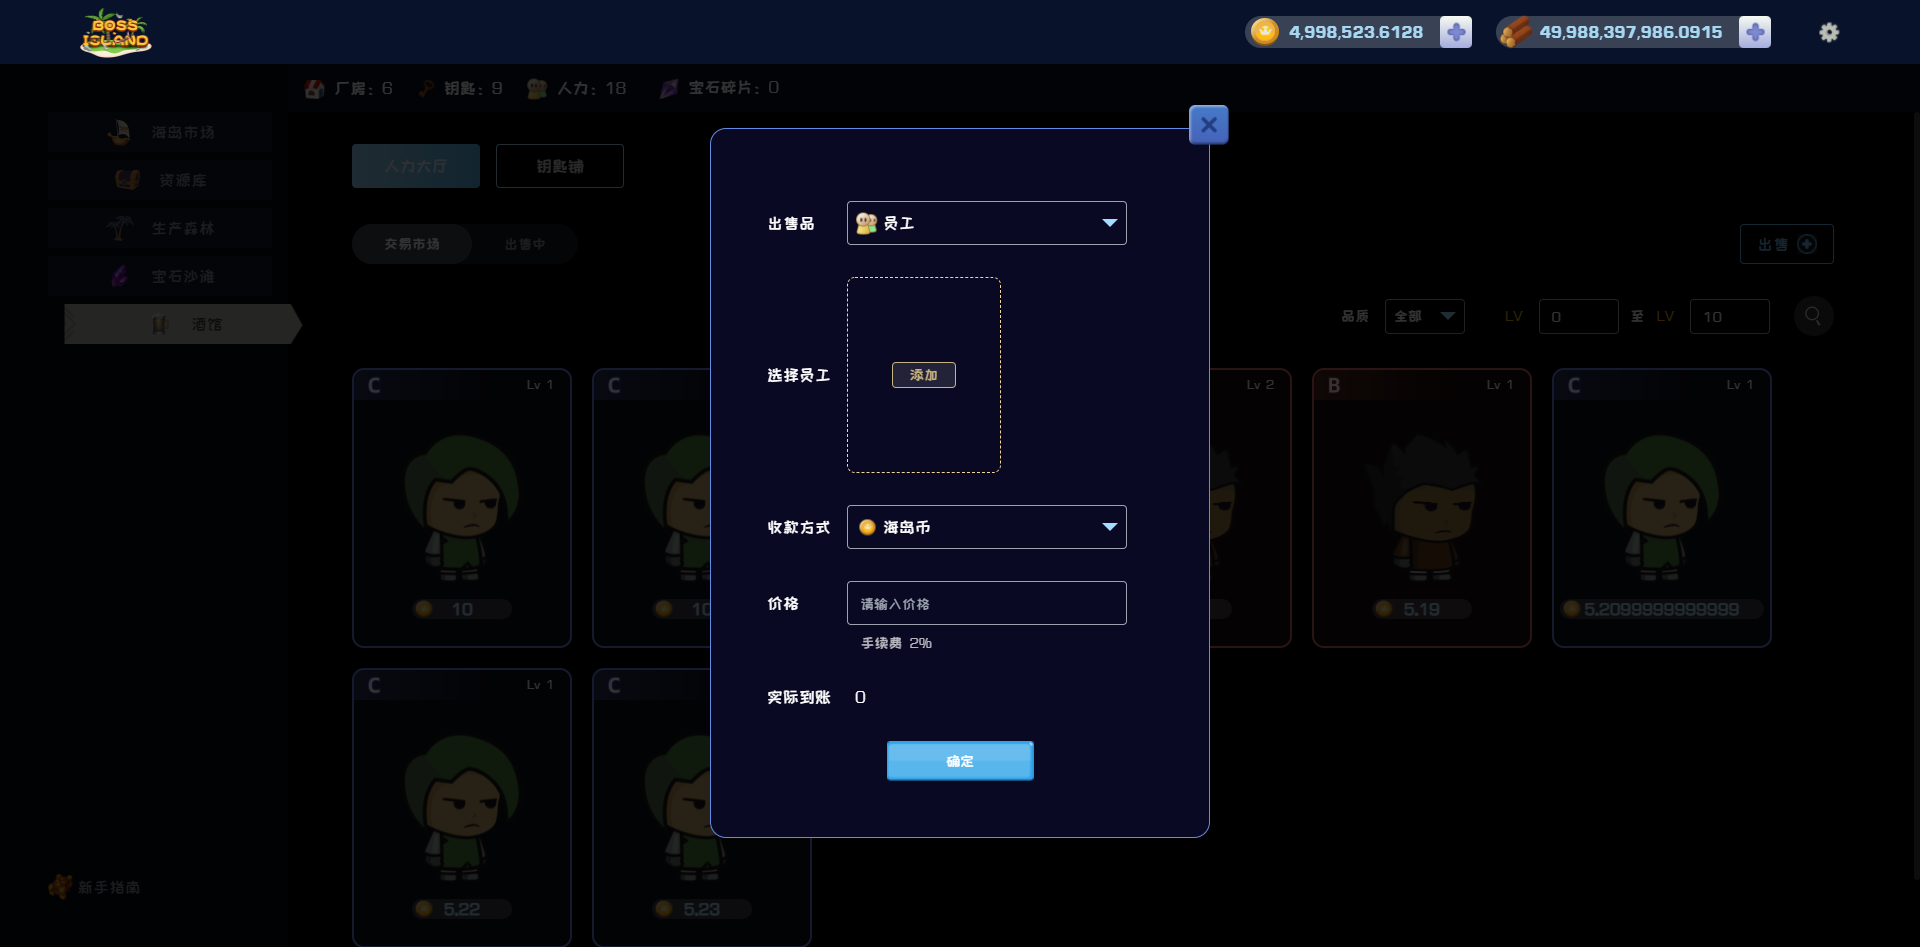 BOSS ISLAND
4,998,523.6128
49,988,397,986.0915
厂房：6
钥匙：9
人力：18
宝石碎片：0
海岛市场
资源库
生产森林
宝石沙滩
酒馆
新手指南
人力大厅
钥匙铺
交易市场
出售中
出售
品质
全部
LV
0
至
LV
10
C
Lv 1
C
Lv 2
B
Lv 1
C
Lv 1
10
10
5.19
5.2099999999999
C
Lv 1
C
5.22
5.23
出售品
员工
选择员工
添加
收款方式
海岛币
价格
请输入价格
手续费 2%
实际到账
0
确定